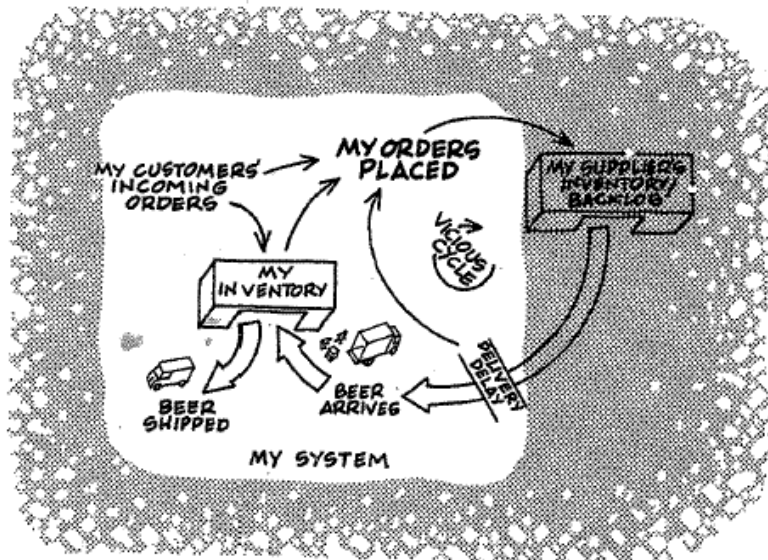 MY CUSTOMERS'
INCOMING
ORDERS
MY ORDERS
PLACED
MY SUPPLIER'S
INVENTORY/
BACKLOG
VICIOUS
CYCLE
MY
INVENTORY
DELIVERY
DELAY
BEER
ARRIVES
BEER
SHIPPED
MY SYSTEM